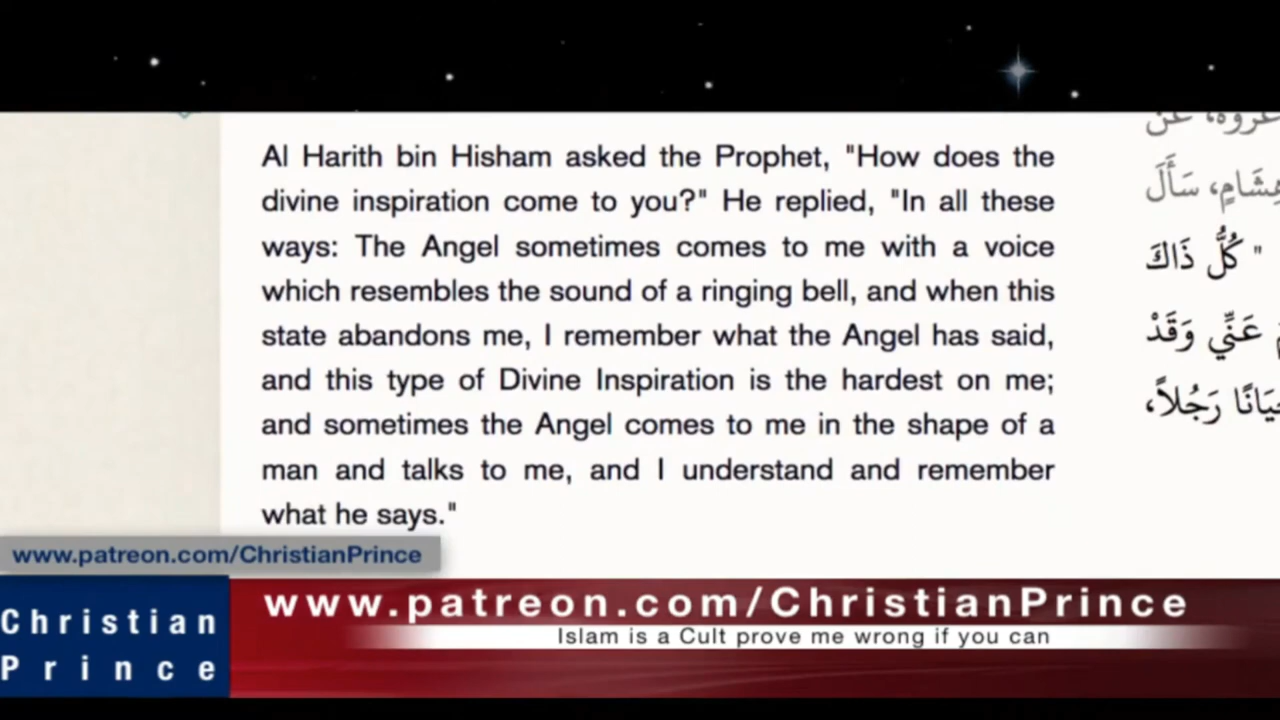 Al Harith bin Hisham asked the Prophet, "How does the
divine inspiration come to you?" He replied, "In all these
ways: The Angel sometimes comes to me with a voice
which resembles the sound of a ringing bell, and when this
state abandons me, I remember what the Angel has said,
and this type of Divine Inspiration is the hardest on me;
and sometimes the Angel comes to me in the shape of a
man and talks to me, and I understand and remember
what he says."
عُرْوَةَ، عَنْ
سَأَلَ
" كُلُّ ذَاكَ
عَنِّي وَقَدْ
رَجُلاً،
www.patreon.com/ChristianPrince
Christian
Prince
www.patreon.com/ChristianPrince
Islam is a Cult prove me wrong if you can